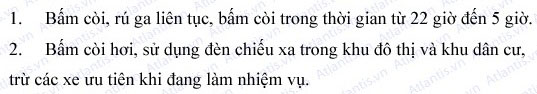 1. Bấm còi, rú ga liên tục, bấm còi trong thời gian từ 22 giờ đến 5 giờ.
2. Bấm còi hơi, sử dụng đèn chiếu xa trong khu đô thị và khu dân cư,
trừ các xe ưu tiên khi đang làm nhiệm vụ.